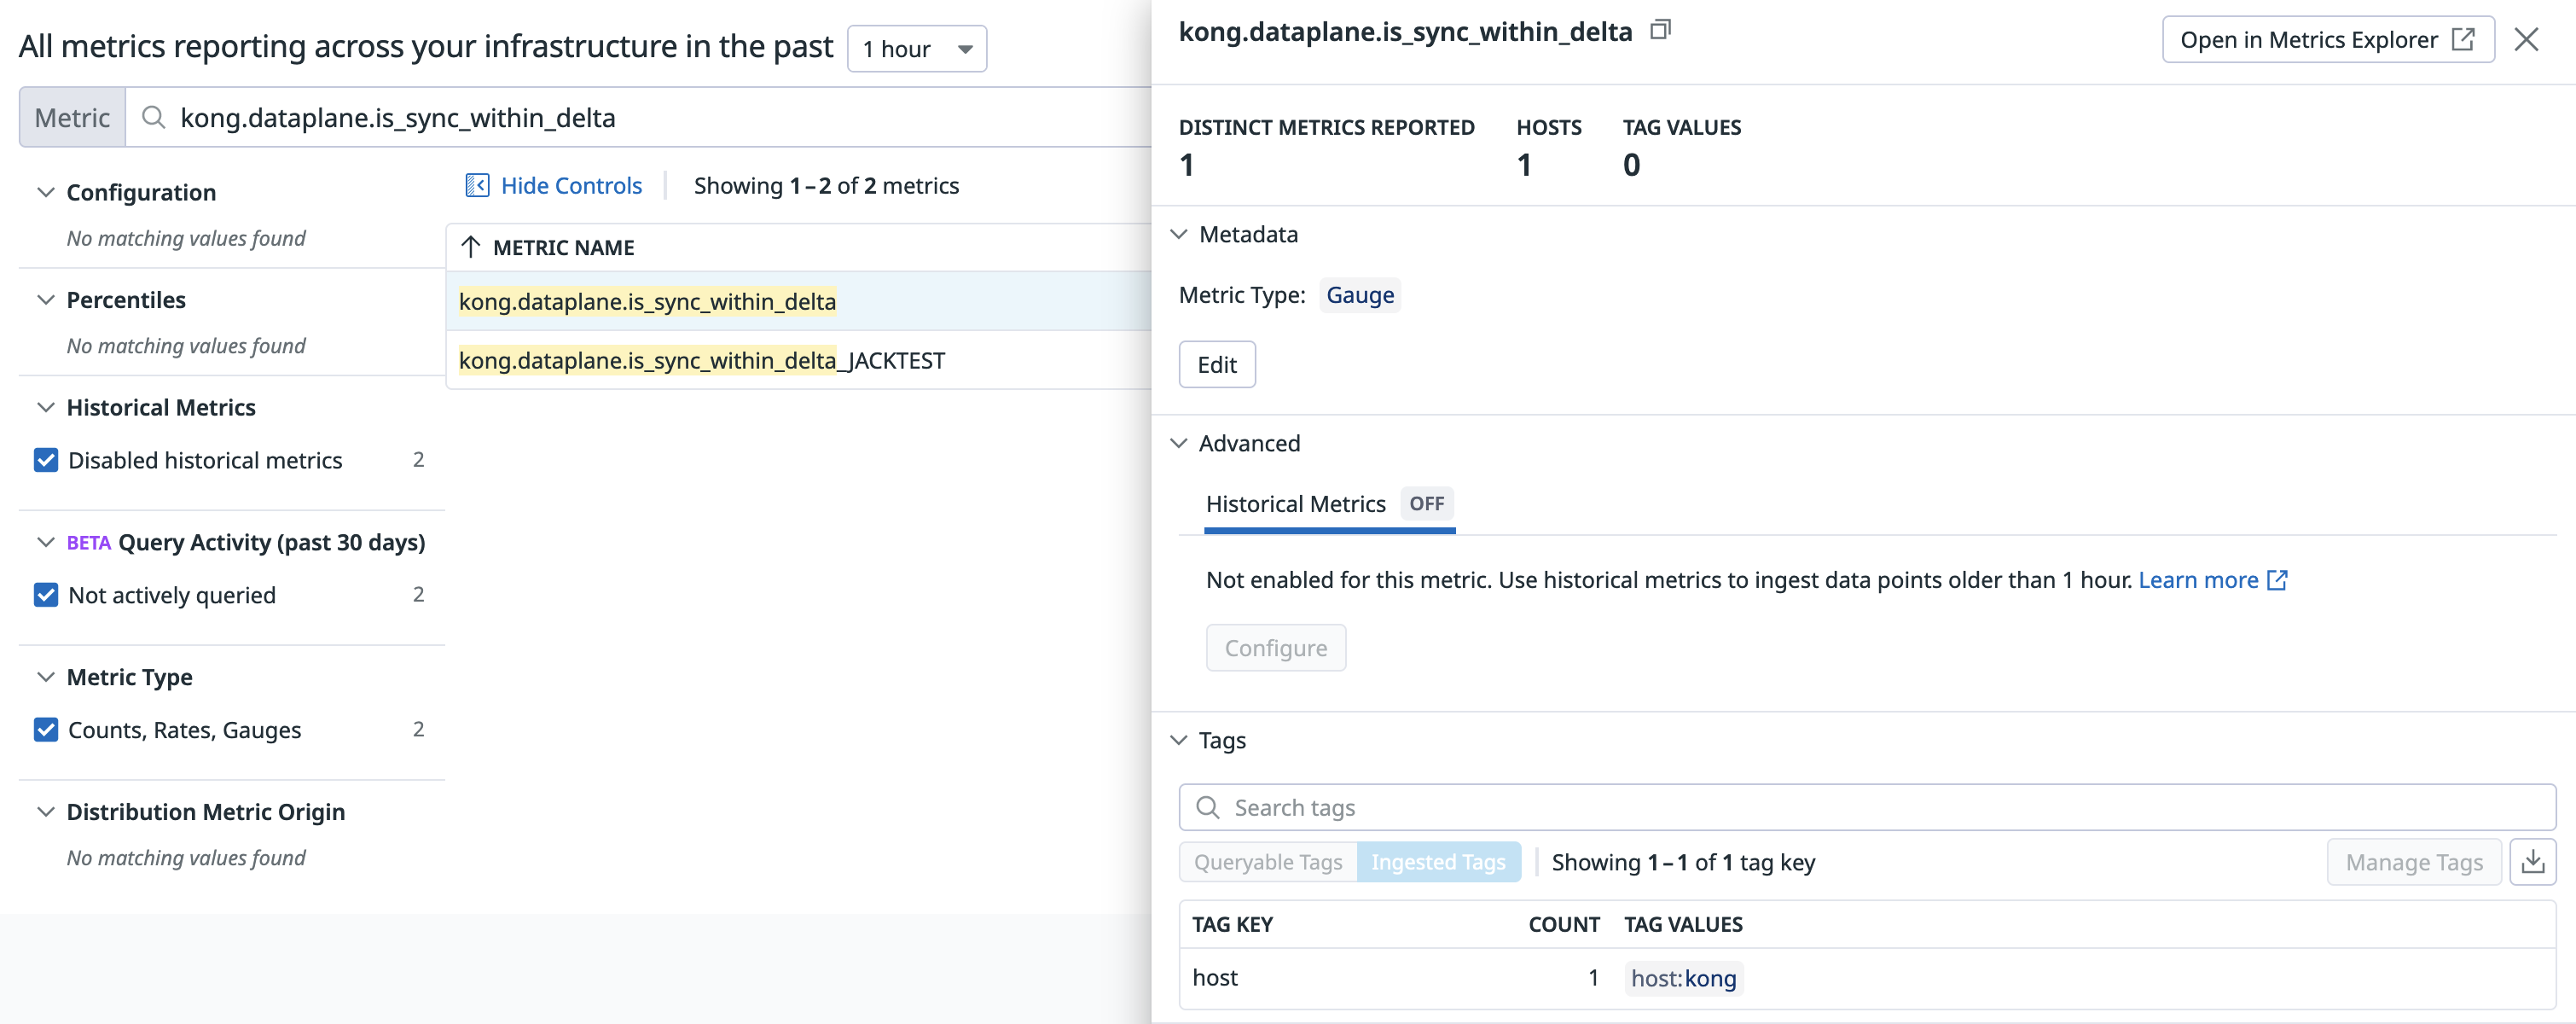 All metrics reporting across your infrastructure in the past 1 hour
Metric kong.dataplane.is_sync_within_delta
Configuration
No matching values found
Percentiles
No matching values found
Historical Metrics
Disabled historical metrics 2
BETA Query Activity (past 30 days)
Not actively queried 2
Metric Type
Counts, Rates, Gauges 2
Distribution Metric Origin
No matching values found
Hide Controls Showing 1–2 of 2 metrics
METRIC NAME
kong.dataplane.is_sync_within_delta
kong.dataplane.is_sync_within_delta_JACKTEST
kong.dataplane.is_sync_within_delta
Open in Metrics Explorer
DISTINCT METRICS REPORTED HOSTS TAG VALUES
1 1 0
Metadata
Metric Type: Gauge
Edit
Advanced
Historical Metrics OFF
Not enabled for this metric. Use historical metrics to ingest data points older than 1 hour. Learn more
Configure
Tags
Search tags
Queryable Tags Ingested Tags Showing 1–1 of 1 tag key Manage Tags
TAG KEY COUNT TAG VALUES
host 1 host:kong